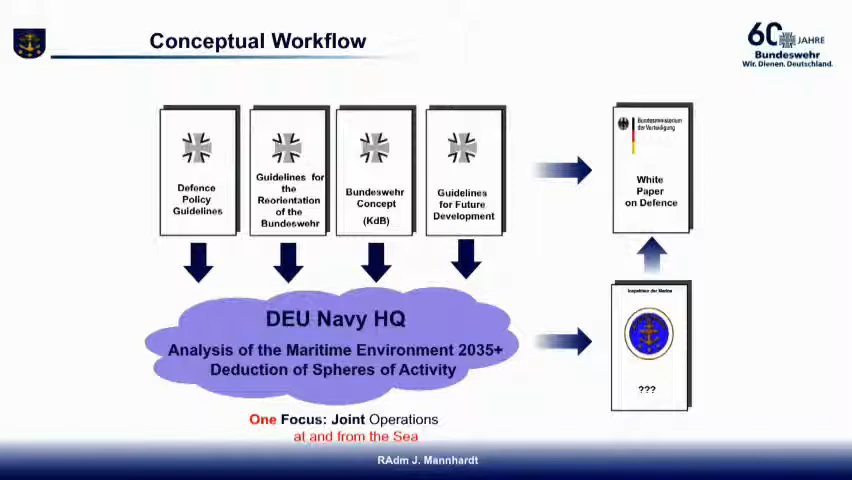 Conceptual Workflow
60 JAHRE
Bundeswehr
Wir. Dienen. Deutschland.
Defence
Policy
Guidelines
Guidelines for
the
Reorientation
of the
Bundeswehr
Bundeswehr
Concept
(KdB)
Guidelines
for Future
Development
Bundesministerium
der Verteidigung
White
Paper
on Defence
DEU Navy HQ
Analysis of the Maritime Environment 2035+
Deduction of Spheres of Activity
Inspekteur der Marine
???
One Focus: Joint Operations
at and from the Sea
RAdm J. Mannhardt